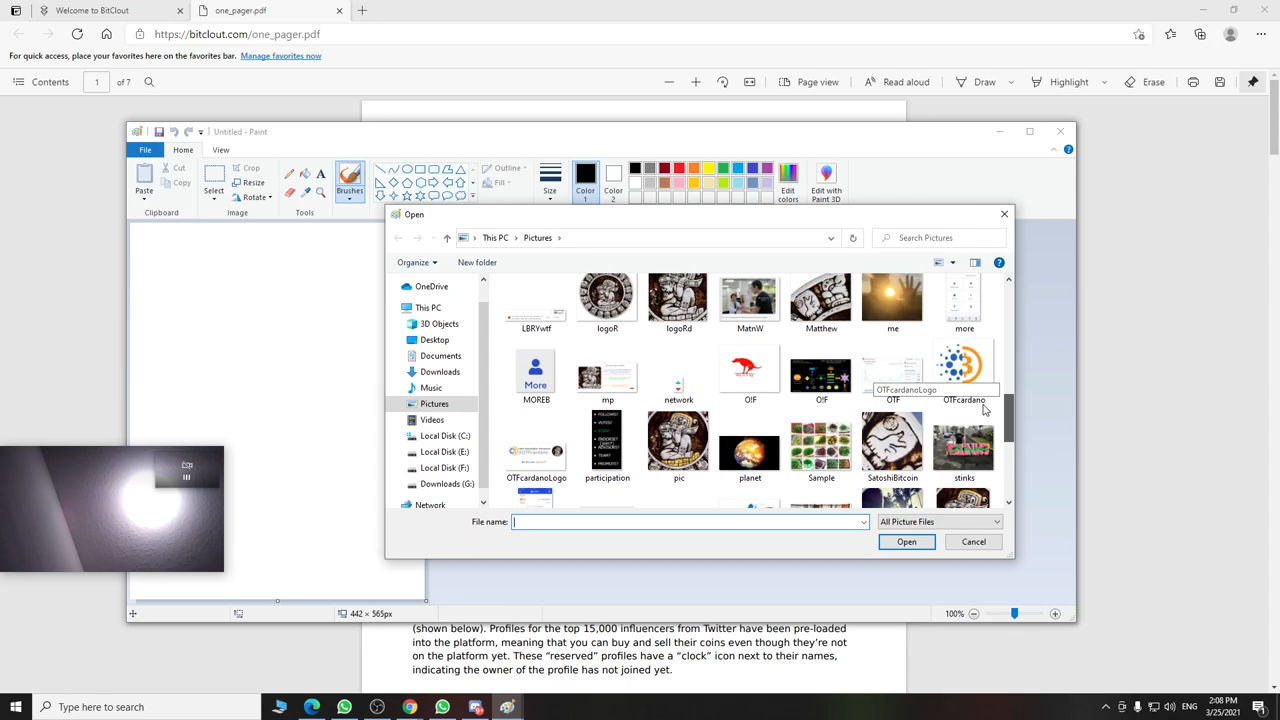 Welcome to BitClout
one_pager.pdf
https://bitclout.com/one_pager.pdf
For quick access, place your favorites here on the favorites bar. Manage favorites now
Contents
1 of 7
Page view
Read aloud
Draw
Highlight
Erase
Untitled - Paint
File
Home
View
Paste
Cut
Copy
Clipboard
Select
Crop
Resize
Rotate
Image
Tools
Brushes
Outline
Fill
Size
Color 1
Color 2
Edit colors
Edit with Paint 3D
Open
This PC
Pictures
Search Pictures
Organize
New folder
OneDrive
This PC
3D Objects
Desktop
Documents
Downloads
Music
Pictures
Videos
Local Disk (C:)
Local Disk (E:)
Local Disk (F:)
Downloads (G:)
Network
LBRYwtf
logoR
logoRd
MatnW
Matthew
me
more
More
MOREB
mp
network
O!F
O!F
OTF
OTFcardanoLogo
OTFcardano
OTFcardanoLogo
participation
pic
planet
Sample
SatoshiBitcoin
stinks
File name:
All Picture Files
Open
Cancel
442 × 565px
100%
(shown below). Profiles for the top 15,000 influencers from Twitter have been pre-loaded
into the platform, meaning that you can buy and sell their coins even though they're not
on the platform yet. These "reserved" profiles have a "clock" icon next to their names,
indicating the owner of the profile has not joined yet.
Type here to search
ENG
2:08 PM
3/25/2021